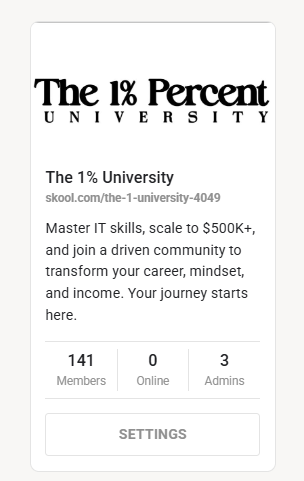 The 1% Percent
UNIVERSITY
The 1% University
skool.com/the-1-university-4049
Master IT skills, scale to $500K+,
and join a driven community to
transform your career, mindset,
and income. Your journey starts
here.
141 0 3
Members Online Admins
SETTINGS